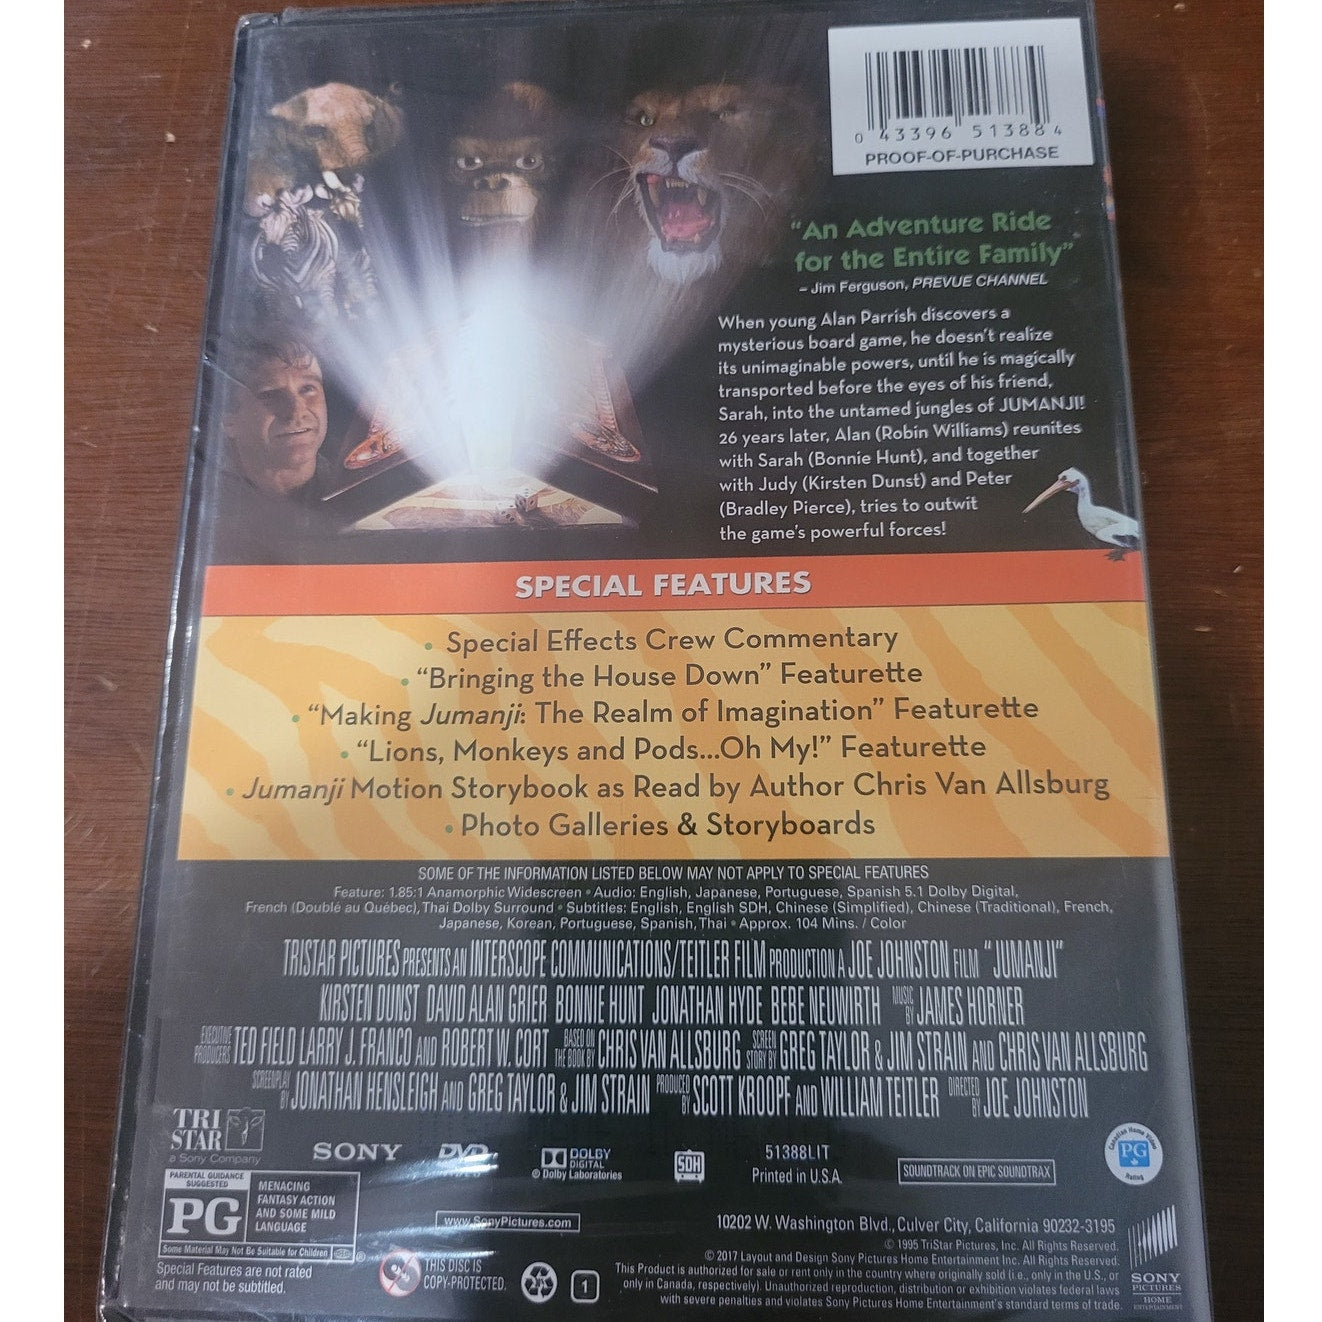 0 43396 51388 4
PROOF-OF-PURCHASE
“An Adventure Ride
for the Entire Family”
– Jim Ferguson, PREVUE CHANNEL
When young Alan Parrish discovers a
mysterious board game, he doesn’t realize
its unimaginable powers, until he is magically
transported before the eyes of his friend,
Sarah, into the untamed jungles of JUMANJI!
26 years later, Alan (Robin Williams) reunites
with Sarah (Bonnie Hunt), and together
with Judy (Kirsten Dunst) and Peter
(Bradley Pierce), tries to outwit
the game’s powerful forces!
SPECIAL FEATURES
• Special Effects Crew Commentary
• “Bringing the House Down” Featurette
• “Making Jumanji: The Realm of Imagination” Featurette
• “Lions, Monkeys and Pods...Oh My!” Featurette
• Jumanji Motion Storybook as Read by Author Chris Van Allsburg
• Photo Galleries & Storyboards
SOME OF THE INFORMATION LISTED BELOW MAY NOT APPLY TO SPECIAL FEATURES
Feature: 1.85:1 Anamorphic Widescreen • Audio: English, Japanese, Portuguese, Spanish 5.1 Dolby Digital,
French (Doublé au Québec), Thai Dolby Surround • Subtitles: English, English SDH, Chinese (Simplified), Chinese (Traditional), French,
Japanese, Korean, Portuguese, Spanish, Thai • Approx. 104 Mins. / Color
TRISTAR PICTURES PRESENTS AN INTERSCOPE COMMUNICATIONS/TEITLER FILM PRODUCTION A JOE JOHNSTON FILM “JUMANJI”
KIRSTEN DUNST DAVID ALAN GRIER BONNIE HUNT JONATHAN HYDE BEBE NEUWIRTH MUSIC BY JAMES HORNER
EXECUTIVE PRODUCERS TED FIELD LARRY J. FRANCO AND ROBERT W. CORT BASED ON THE BOOK BY CHRIS VAN ALLSBURG SCREEN STORY BY GREG TAYLOR & JIM STRAIN AND CHRIS VAN ALLSBURG
SCREENPLAY BY JONATHAN HENSLEIGH AND GREG TAYLOR & JIM STRAIN PRODUCED BY SCOTT KROOPF AND WILLIAM TEITLER DIRECTED BY JOE JOHNSTON
TRI
STAR
a Sony Company
SONY
DVD
DOLBY
DIGITAL
® Dolby Laboratories
SDH
51388LIT
Printed in U.S.A.
SOUNDTRACK ON EPIC SOUNDTRAX
Canadian Home Video
PG
Rating
PARENTAL GUIDANCE
SUGGESTED
PG
MENACING
FANTASY ACTION
AND SOME MILD
LANGUAGE
Some Material May Not Be Suitable for Children
®
Special Features are not rated
and may not be subtitled.
www.SonyPictures.com
THIS DISC IS
COPY-PROTECTED.
1
10202 W. Washington Blvd., Culver City, California 90232-3195
© 1995 TriStar Pictures, Inc. All Rights Reserved.
© 2017 Layout and Design Sony Pictures Home Entertainment Inc. All Rights Reserved.
This Product is authorized for sale or rent only in the country where originally sold (i.e., only in the U.S., or
only in Canada, respectively). Unauthorized reproduction, distribution or exhibition violates federal laws
with severe penalties and violates Sony Pictures Home Entertainment's standard terms of trade.
SONY
PICTURES
HOME
ENTERTAINMENT